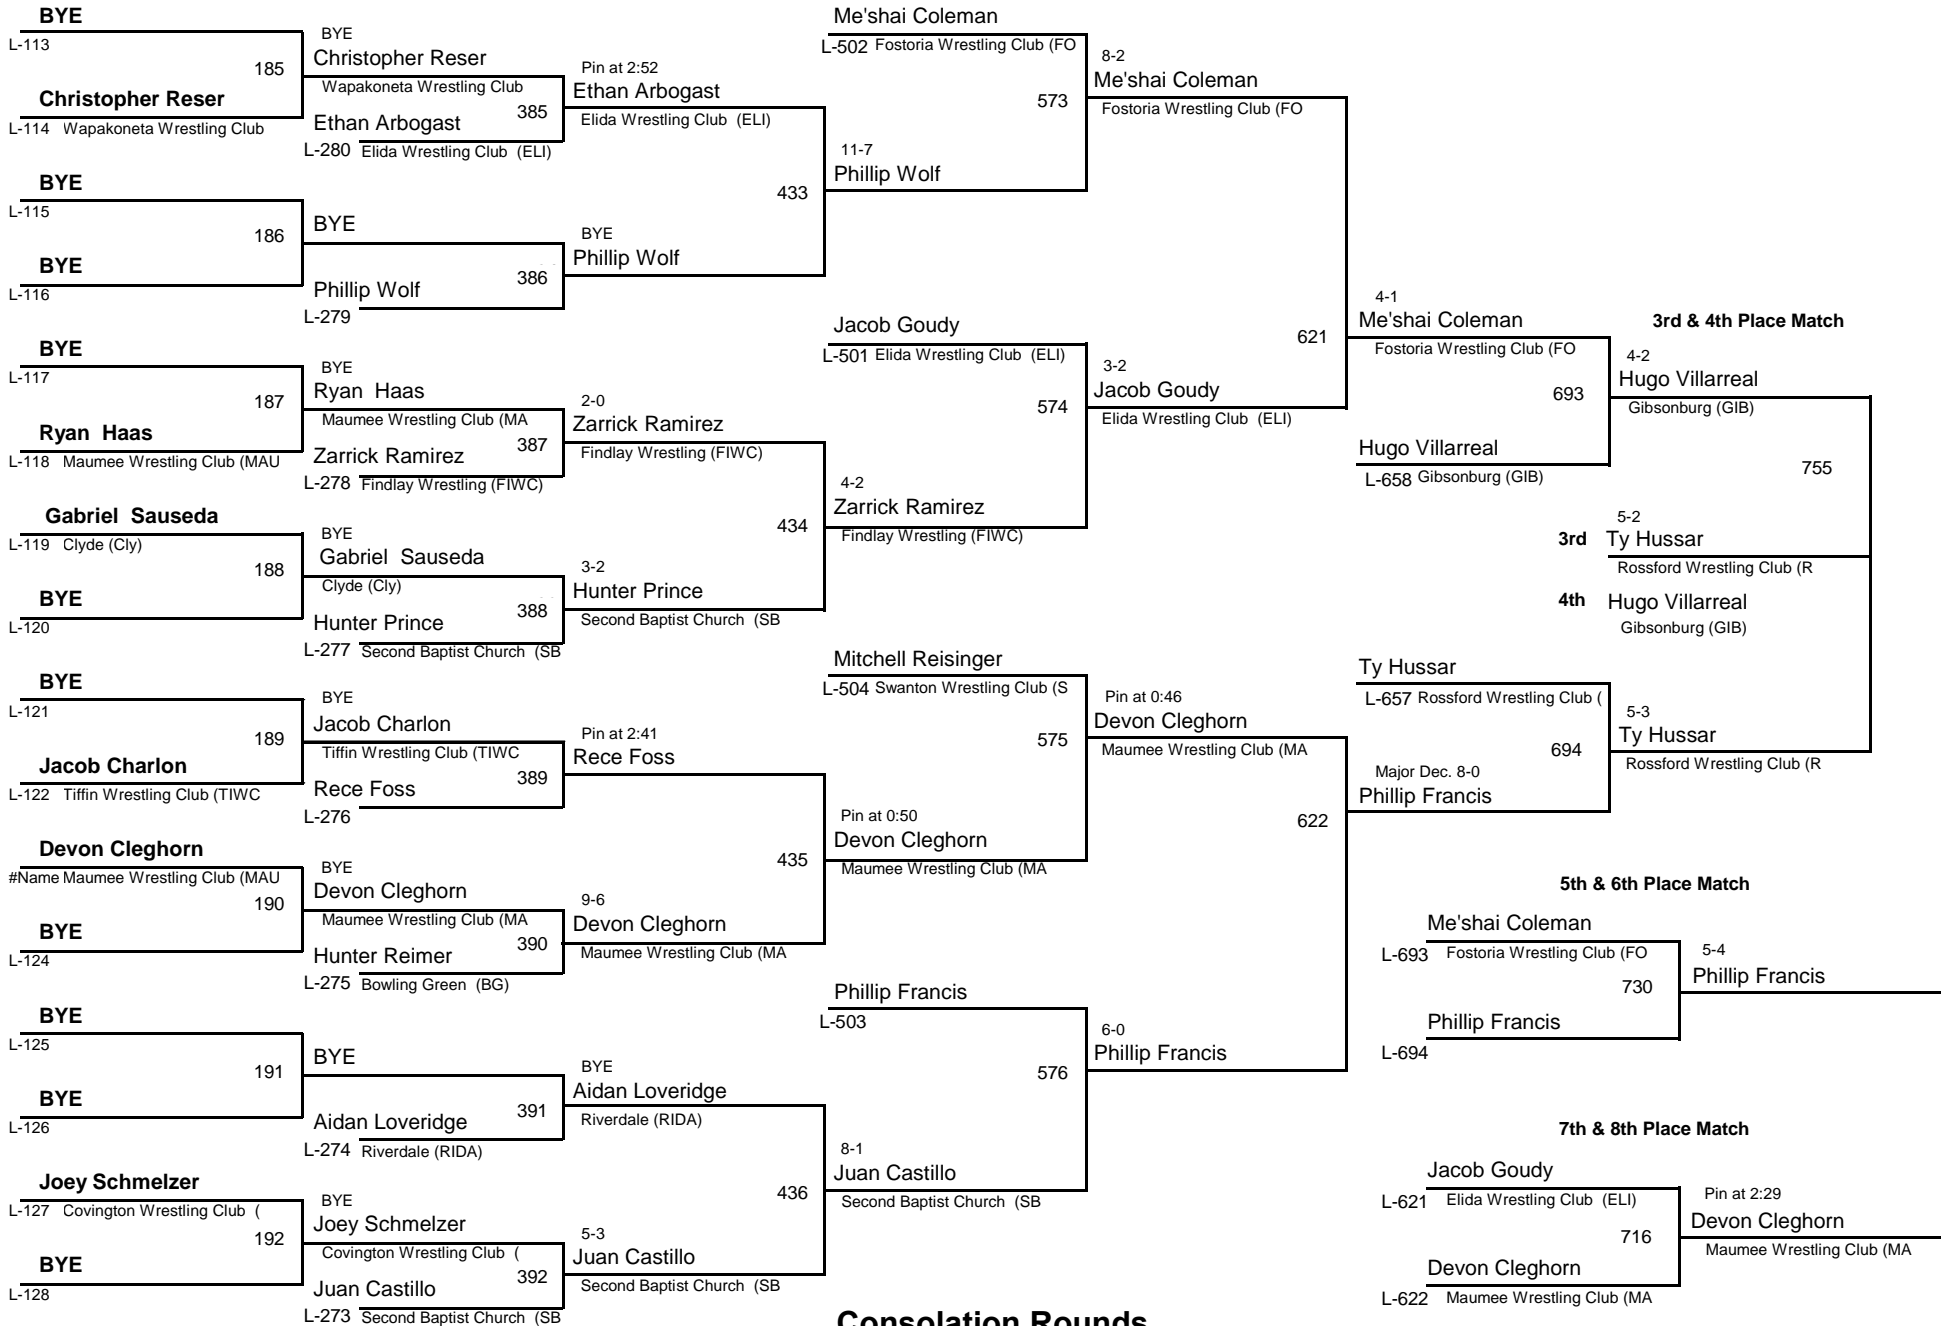 BYE
L-113
185
Christopher Reser
L-114 Wapakoneta Wrestling Club
BYE
L-115
186
BYE
L-116
BYE
L-117
187
Ryan Haas
L-118 Maumee Wrestling Club (MAU
Gabriel Sauseda
L-119 Clyde (Cly)
188
BYE
L-120
BYE
L-121
189
Jacob Charlon
L-122 Tiffin Wrestling Club (TIWC
Devon Cleghorn
#Name Maumee Wrestling Club (MAU
190
BYE
L-124
BYE
L-125
191
BYE
L-126
Joey Schmelzer
L-127 Covington Wrestling Club (
192
BYE
L-128
BYE
Christopher Reser
Wapakoneta Wrestling Club
385
Ethan Arbogast
L-280 Elida Wrestling Club (ELI)
BYE
386
Phillip Wolf
L-279
BYE
Ryan Haas
Maumee Wrestling Club (MA
387
Zarrick Ramirez
L-278 Findlay Wrestling (FIWC)
BYE
Gabriel Sauseda
Clyde (Cly)
388
Hunter Prince
L-277 Second Baptist Church (SB
BYE
Jacob Charlon
Tiffin Wrestling Club (TIWC
389
Rece Foss
L-276
BYE
Devon Cleghorn
Maumee Wrestling Club (MA
390
Hunter Reimer
L-275 Bowling Green (BG)
BYE
391
Aidan Loveridge
L-274 Riverdale (RIDA)
BYE
Joey Schmelzer
Covington Wrestling Club (
392
Juan Castillo
L-273 Second Baptist Church (SB
Pin at 2:52
Ethan Arbogast
Elida Wrestling Club (ELI)
433
BYE
Phillip Wolf
2-0
Zarrick Ramirez
Findlay Wrestling (FIWC)
434
3-2
Hunter Prince
Second Baptist Church (SB
Pin at 2:41
Rece Foss
435
9-6
Devon Cleghorn
Maumee Wrestling Club (MA
BYE
Aidan Loveridge
Riverdale (RIDA)
436
5-3
Juan Castillo
Second Baptist Church (SB
Me'shai Coleman
L-502 Fostoria Wrestling Club (FO
573
11-7
Phillip Wolf
Jacob Goudy
L-501 Elida Wrestling Club (ELI)
574
4-2
Zarrick Ramirez
Findlay Wrestling (FIWC)
Mitchell Reisinger
L-504 Swanton Wrestling Club (S
575
Pin at 0:50
Devon Cleghorn
Maumee Wrestling Club (MA
Phillip Francis
L-503
576
8-1
Juan Castillo
Second Baptist Church (SB
8-2
Me'shai Coleman
Fostoria Wrestling Club (FO
621
3-2
Jacob Goudy
Elida Wrestling Club (ELI)
Pin at 0:46
Devon Cleghorn
Maumee Wrestling Club (MA
622
6-0
Phillip Francis
4-1
Me'shai Coleman
Fostoria Wrestling Club (FO
693
Hugo Villarreal
L-658 Gibsonburg (GIB)
Ty Hussar
L-657 Rossford Wrestling Club (
694
Major Dec. 8-0
Phillip Francis
3rd & 4th Place Match
4-2
Hugo Villarreal
Gibsonburg (GIB)
755
5-2
3rd Ty Hussar
Rossford Wrestling Club (R
4th Hugo Villarreal
Gibsonburg (GIB)
5-3
Ty Hussar
Rossford Wrestling Club (R
5th & 6th Place Match
Me'shai Coleman
L-693 Fostoria Wrestling Club (FO
730
Phillip Francis
L-694
5-4
Phillip Francis
7th & 8th Place Match
Jacob Goudy
L-621 Elida Wrestling Club (ELI)
716
Devon Cleghorn
L-622 Maumee Wrestling Club (MA
Pin at 2:29
Devon Cleghorn
Maumee Wrestling Club (MA
Consolation Rounds